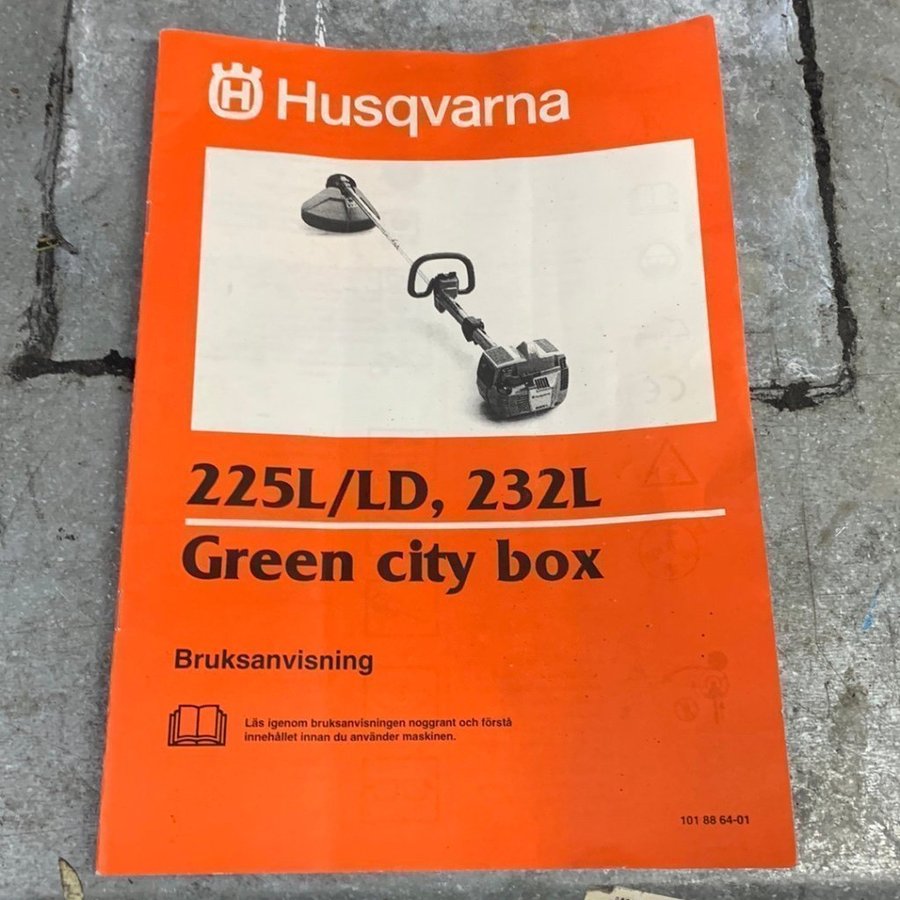 Husqvarna
Husqvarna
225L/LD, 232L
Green city box
Bruksanvisning
Läs igenom bruksanvisningen noggrant och förstå
innehållet innan du använder maskinen.
101 88 64-01